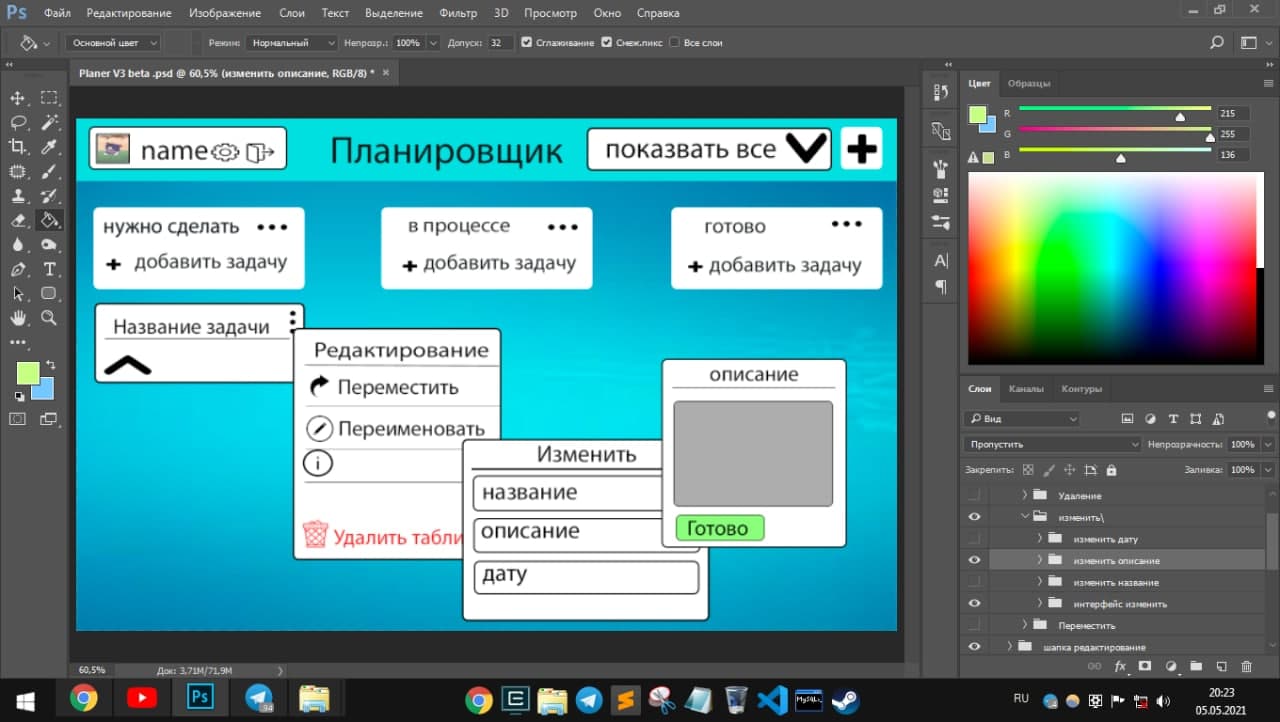 Ps Файл Редактирование Изображение Слои Текст Выделение Фильтр 3D Просмотр Окно Справка
Основной цвет Режим: Нормальный Непрозр.: 100% Допуск: 32 Сглаживание Смеж.пикс Все слои
Planer V3 beta .psd @ 60,5% (изменить описание, RGB/8) * ×
Цвет Образцы
R 215
G 255
B 136
name Планировщик показвать все
нужно сделать
добавить задачу
в процессе
добавить задачу
готово
добавить задачу
Название задачи
Редактирование
Переместить
Переименовать
Удалить табли
Изменить
название
описание
дату
описание
Готово
Слои Каналы Контуры
Вид
Пропустить Непрозрачность: 100%
Закрепить: Заливка: 100%
Удаление
изменить\
изменить дату
изменить описание
изменить название
интерфейс изменить
Переместить
шапка редактирование
fx
60,5% Док: 3,71M/71,9M
Ps 94 MySQL RU 20:23
05.05.2021